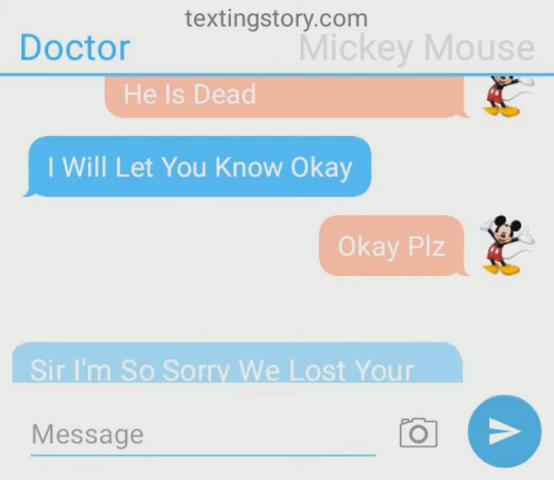 textingstory.com
Doctor
Mickey Mouse
He Is Dead
I Will Let You Know Okay
Okay Plz
Sir I'm So Sorry We Lost Your
Message